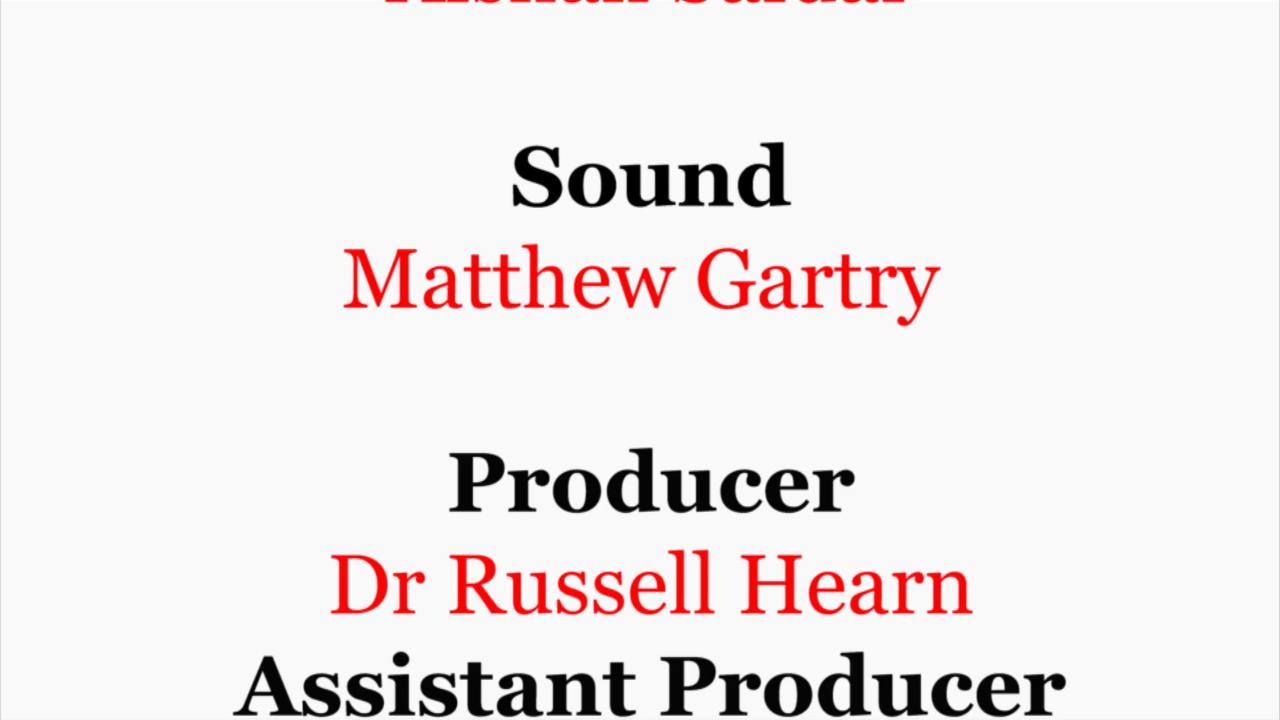 Sound
Matthew Gartry
Producer
Dr Russell Hearn
Assistant Producer